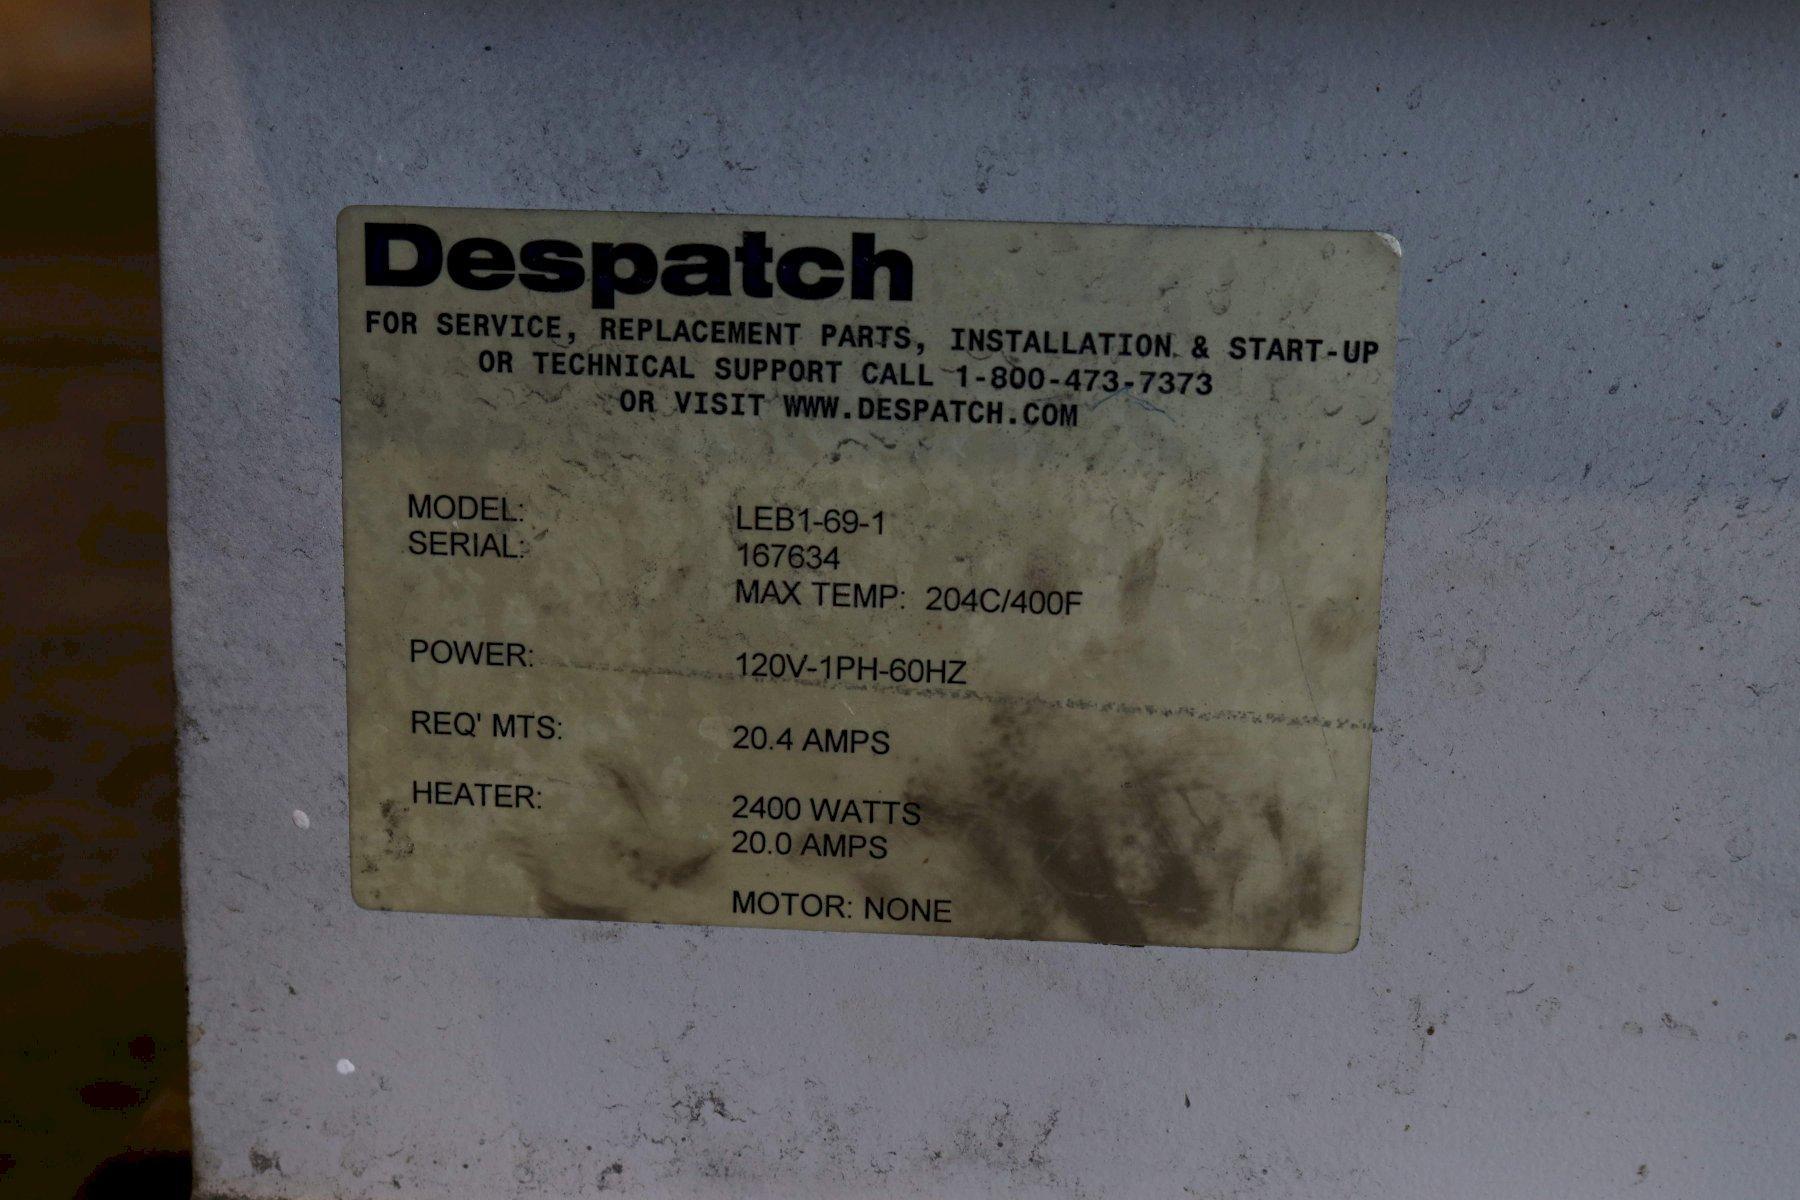 Despatch
FOR SERVICE, REPLACEMENT PARTS, INSTALLATION & START-UP
OR TECHNICAL SUPPORT CALL 1-800-473-7373
OR VISIT WWW.DESPATCH.COM
MODEL: LEB1-69-1
SERIAL: 167634
MAX TEMP: 204C/400F
POWER: 120V-1PH-60HZ
REQ' MTS: 20.4 AMPS
HEATER: 2400 WATTS
20.0 AMPS
MOTOR: NONE